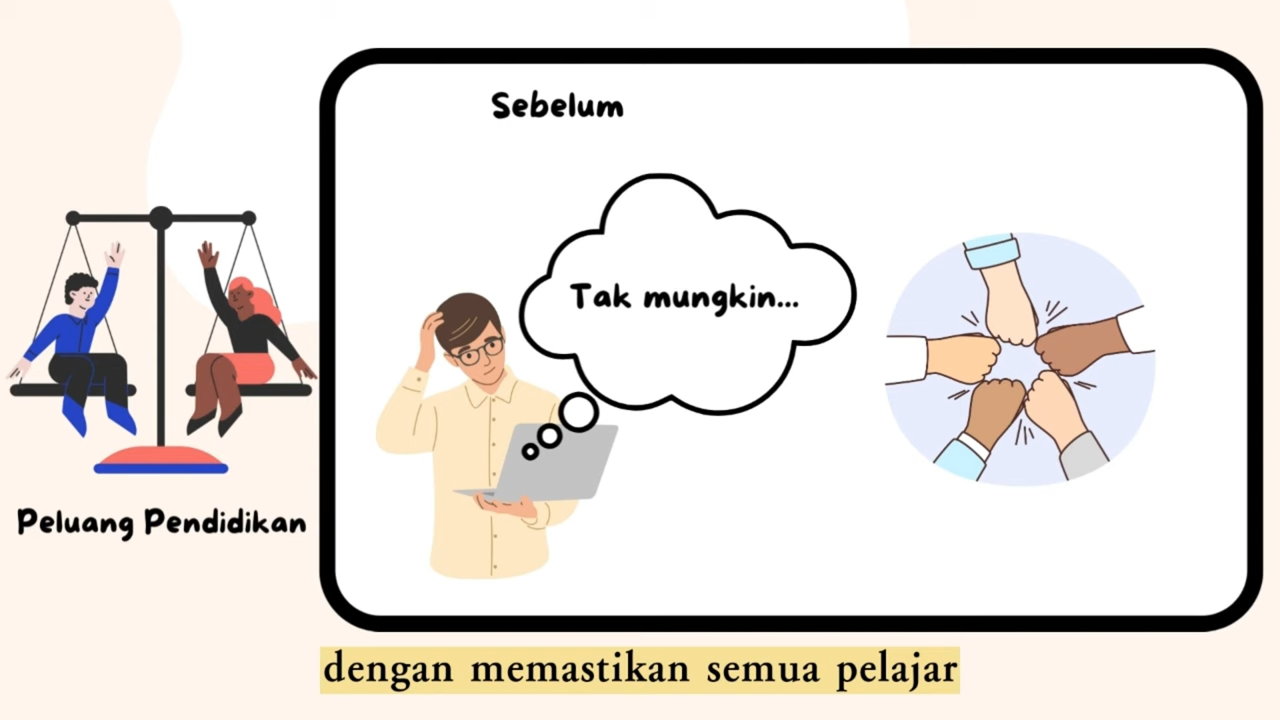 Sebelum
Tak mungkin...
Peluang Pendidikan
dengan memastikan semua pelajar